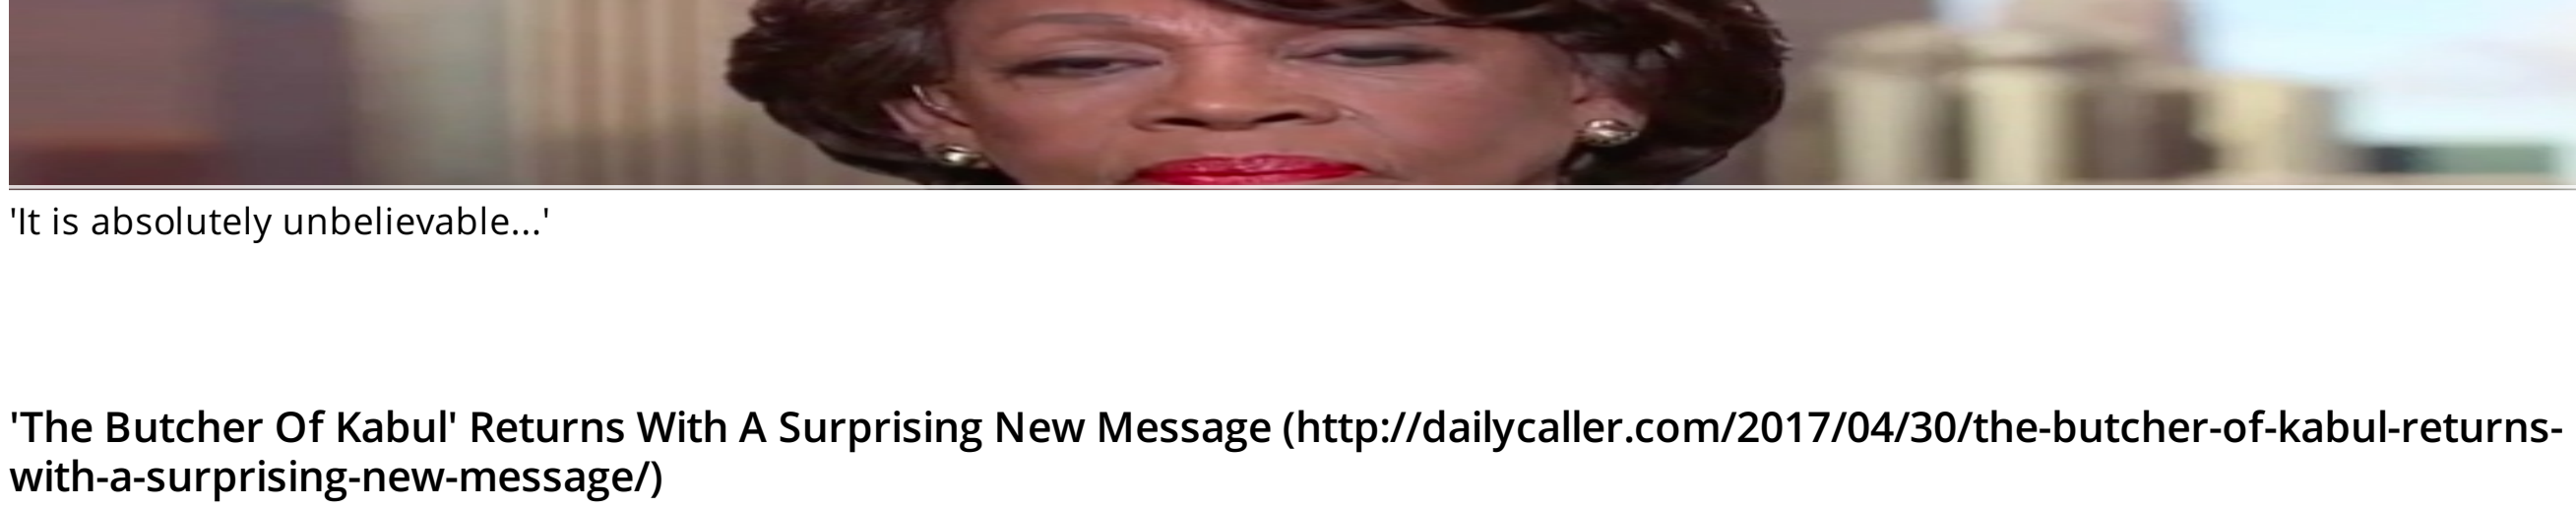 'It is absolutely unbelievable...'
'The Butcher Of Kabul' Returns With A Surprising New Message (http://dailycaller.com/2017/04/30/the-butcher-of-kabul-returns-
with-a-surprising-new-message/)